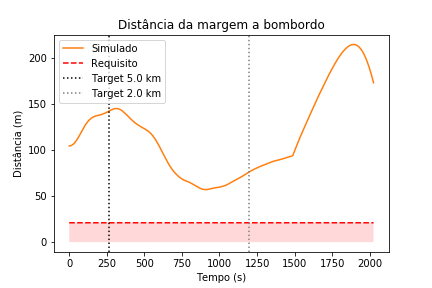 Distância da margem a bombordo
Simulado
Requisito
Target 5.0 km
Target 2.0 km
Distância (m)
200
150
100
50
0
0 250 500 750 1000 1250 1500 1750 2000
Tempo (s)